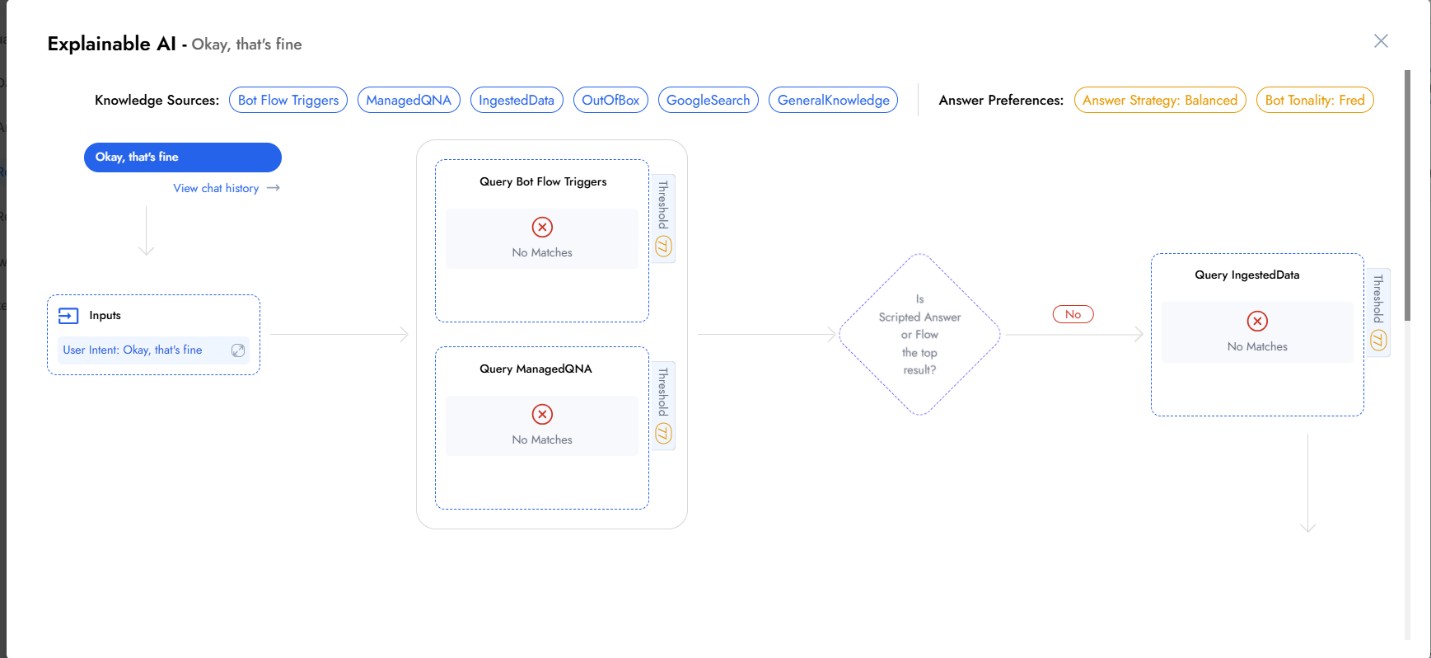 Explainable AI - Okay, that's fine
Knowledge Sources: Bot Flow Triggers ManagedQNA IngestedData OutOfBox GoogleSearch GeneralKnowledge Answer Preferences: Answer Strategy: Balanced Bot Tonality: Fred
Okay, that's fine
View chat history
Inputs
User Intent: Okay, that's fine
Query Bot Flow Triggers
No Matches
Threshold 77
Query ManagedQNA
No Matches
Threshold 77
Is
Scripted Answer
or Flow
the top
result?
No
Query IngestedData
No Matches
Threshold 77